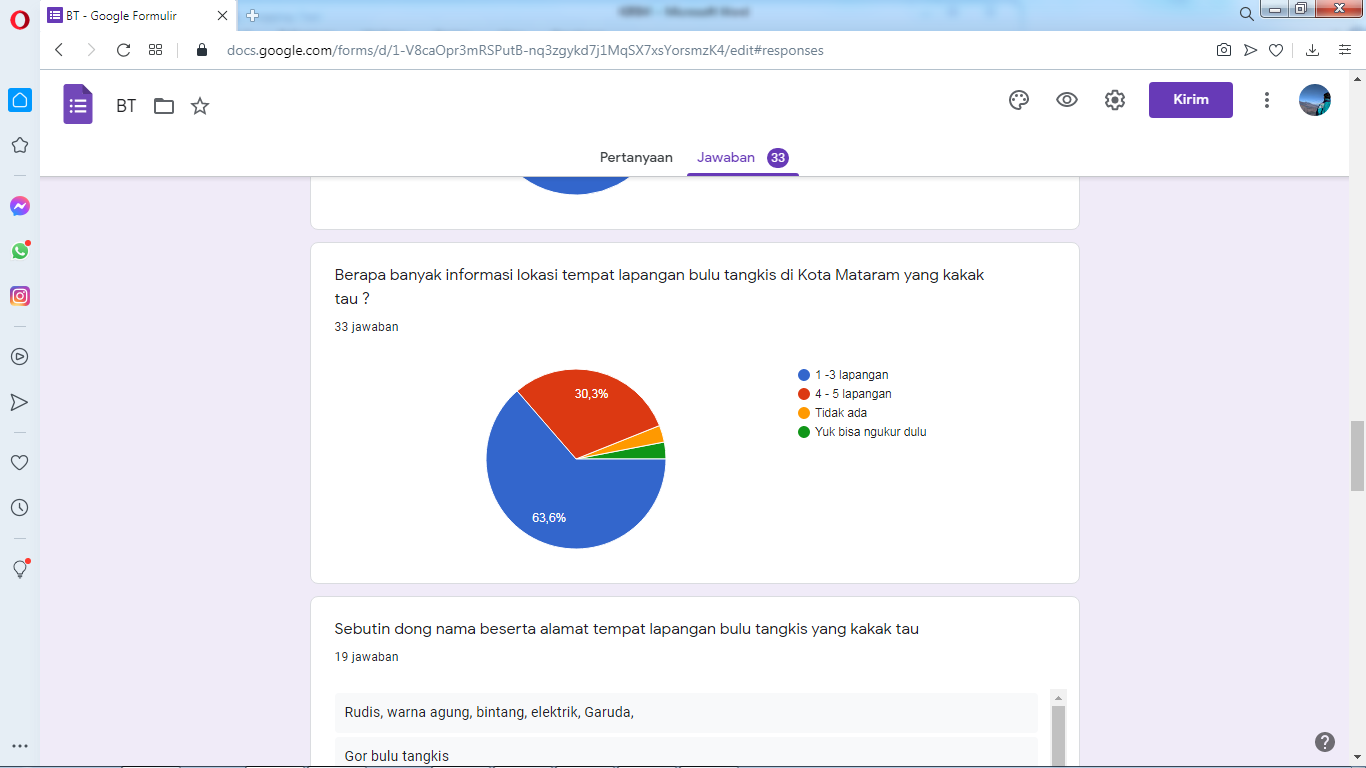 BT - Google Formulir
docs.google.com/forms/d/1-V8caOpr3mRSPutB-nq3zgykd7j1MqSX7xsYorsmzK4/edit#responses
BT
Kirim
Pertanyaan
Jawaban 33
Berapa banyak informasi lokasi tempat lapangan bulu tangkis di Kota Mataram yang kakak
tau ?
33 jawaban
30,3%
63,6%
1 -3 lapangan
4 - 5 lapangan
Tidak ada
Yuk bisa ngukur dulu
Sebutin dong nama beserta alamat tempat lapangan bulu tangkis yang kakak tau
19 jawaban
Rudis, warna agung, bintang, elektrik, Garuda,
Gor bulu tangkis